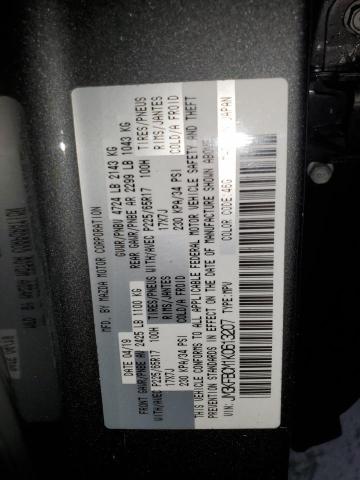 MFD. BY MAZDA MOTOR CORPORATION
DATE 04/19 GVWR/PNBV 4724 LB 2143 KG
FRONT GAWR/PNBE AV 2425 LB 1100 KG REAR GAWR/PNBE AR 2299 LB 1043 KG
WITH/AVEC P225/65R17 100H TIRES/PNEUS WITH/AVEC P225/65R17 100H TIRES/PNEUS
17X7J RIMS/JANTES 17X7J RIMS/JANTES
230 KPA/34 PSI COLD/A FROID 230 KPA/34 PSI COLD/A FROID
THIS VEHICLE CONFORMS TO ALL APPLICABLE FEDERAL MOTOR VEHICLE SAFETY AND THEFT
PREVENTION STANDARDS IN EFFECT ON THE DATE OF MANUFACTURE SHOWN ABOVE
TYPE: MPV COLOR CODE: 46G JAPAN